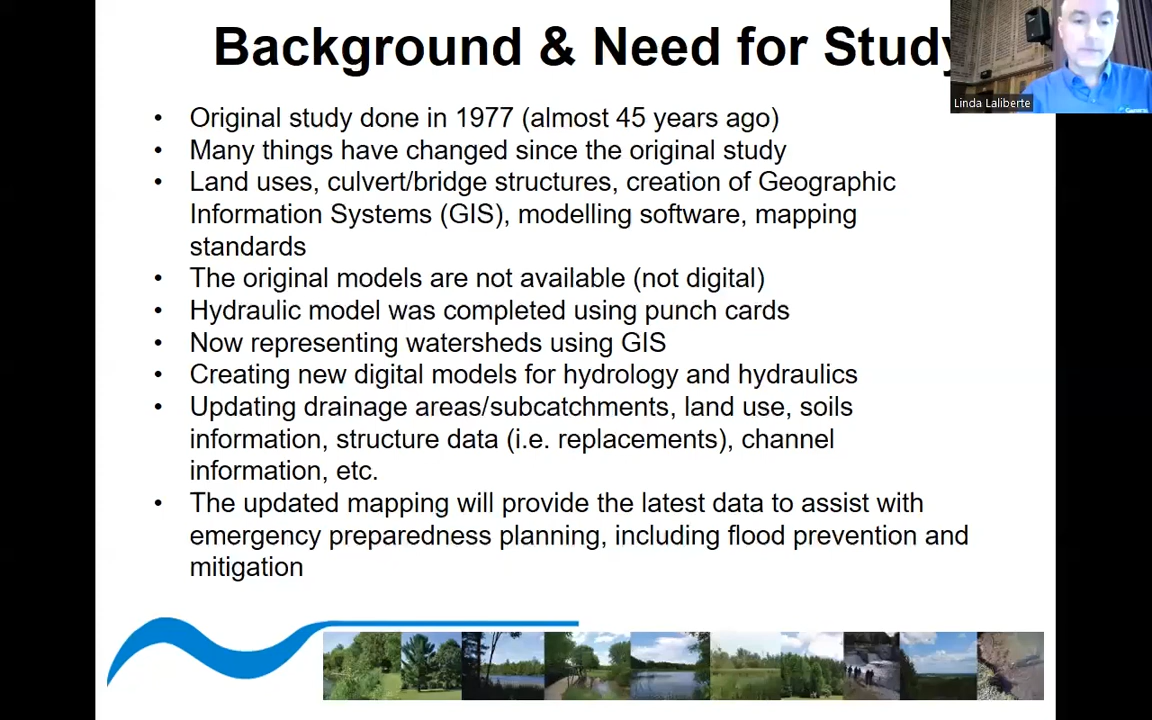 Background & Need for Study
Linda Laliberte
• Original study done in 1977 (almost 45 years ago)
• Many things have changed since the original study
• Land uses, culvert/bridge structures, creation of Geographic
Information Systems (GIS), modelling software, mapping
standards
• The original models are not available (not digital)
• Hydraulic model was completed using punch cards
• Now representing watersheds using GIS
• Creating new digital models for hydrology and hydraulics
• Updating drainage areas/subcatchments, land use, soils
information, structure data (i.e. replacements), channel
information, etc.
• The updated mapping will provide the latest data to assist with
emergency preparedness planning, including flood prevention and
mitigation